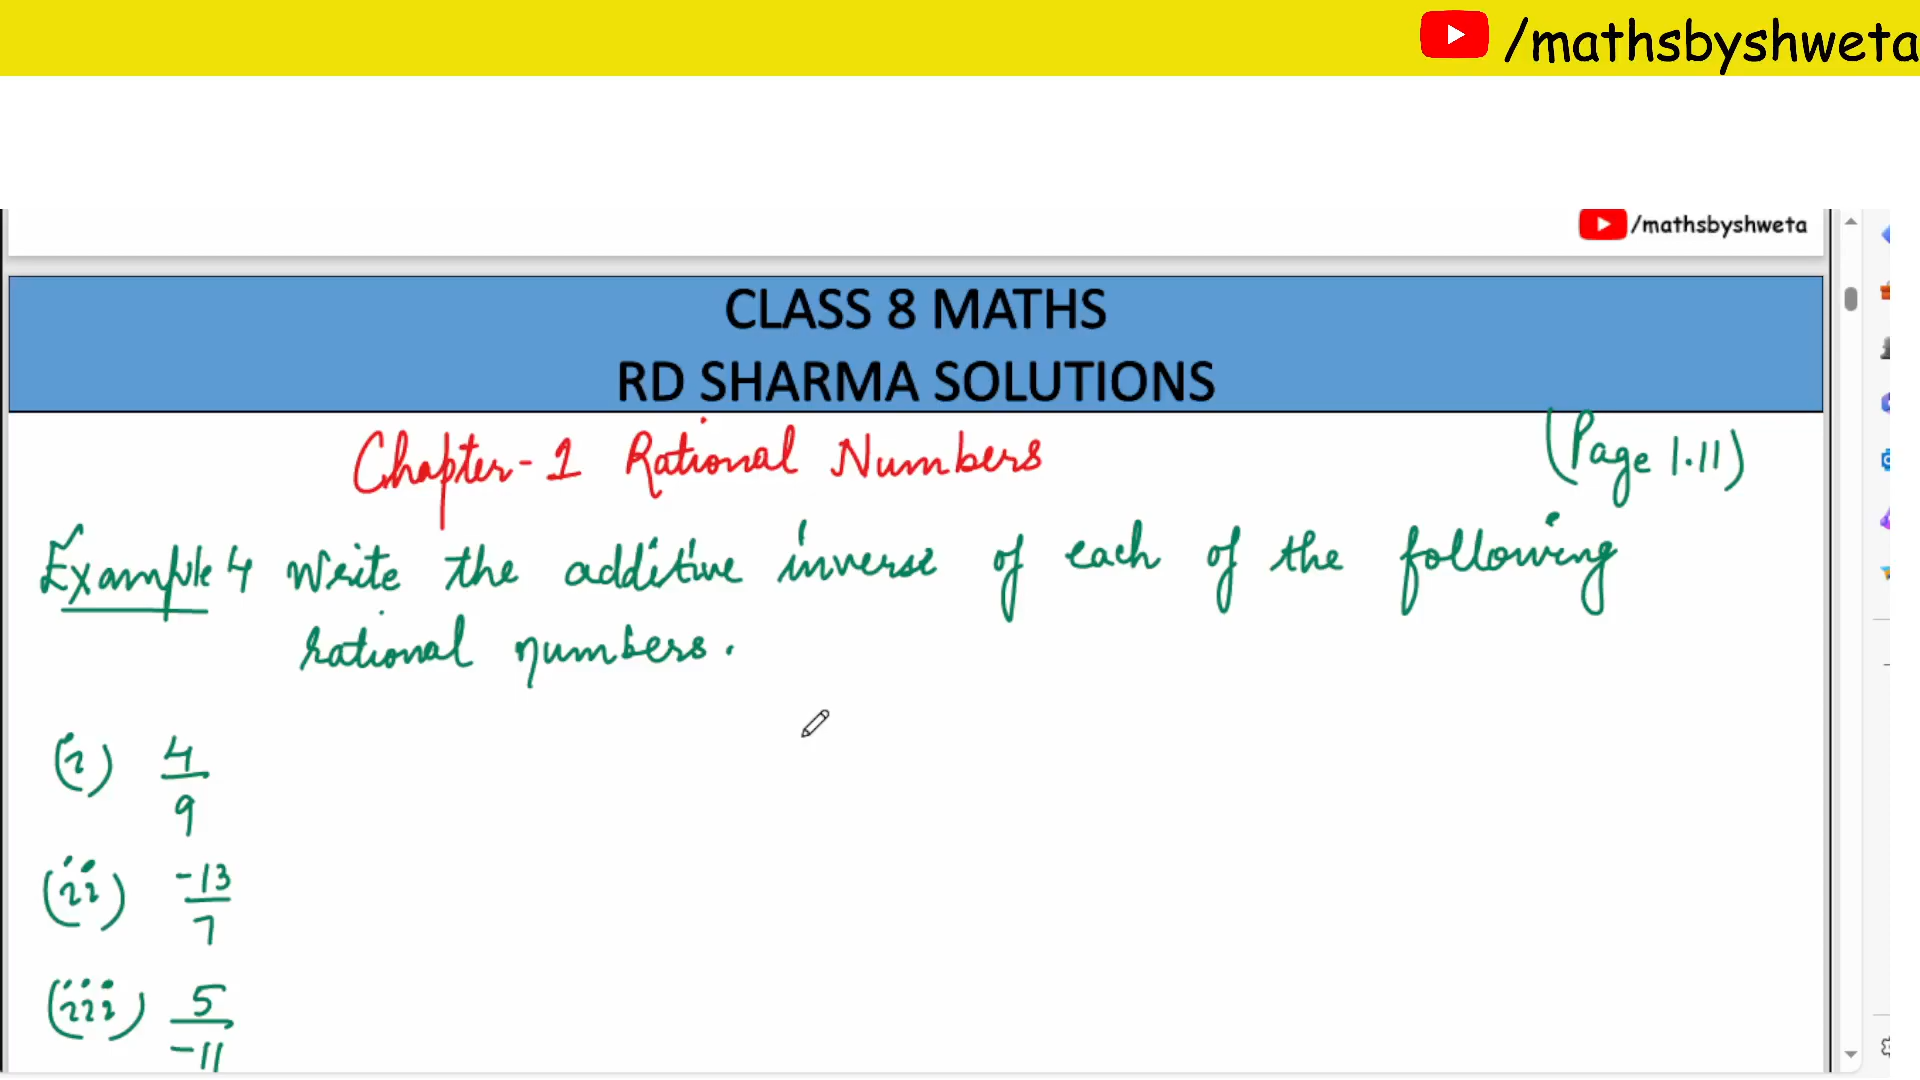 /mathsbyshweta
/mathsbyshweta
CLASS 8 MATHS
RD SHARMA SOLUTIONS
Chapter-1 Rational Numbers
(Page 1.11)
Example 4 Write the additive inverse of each of the following
rational numbers.
(i) 4/9
(ii) -13/7
(iii) 5/-11